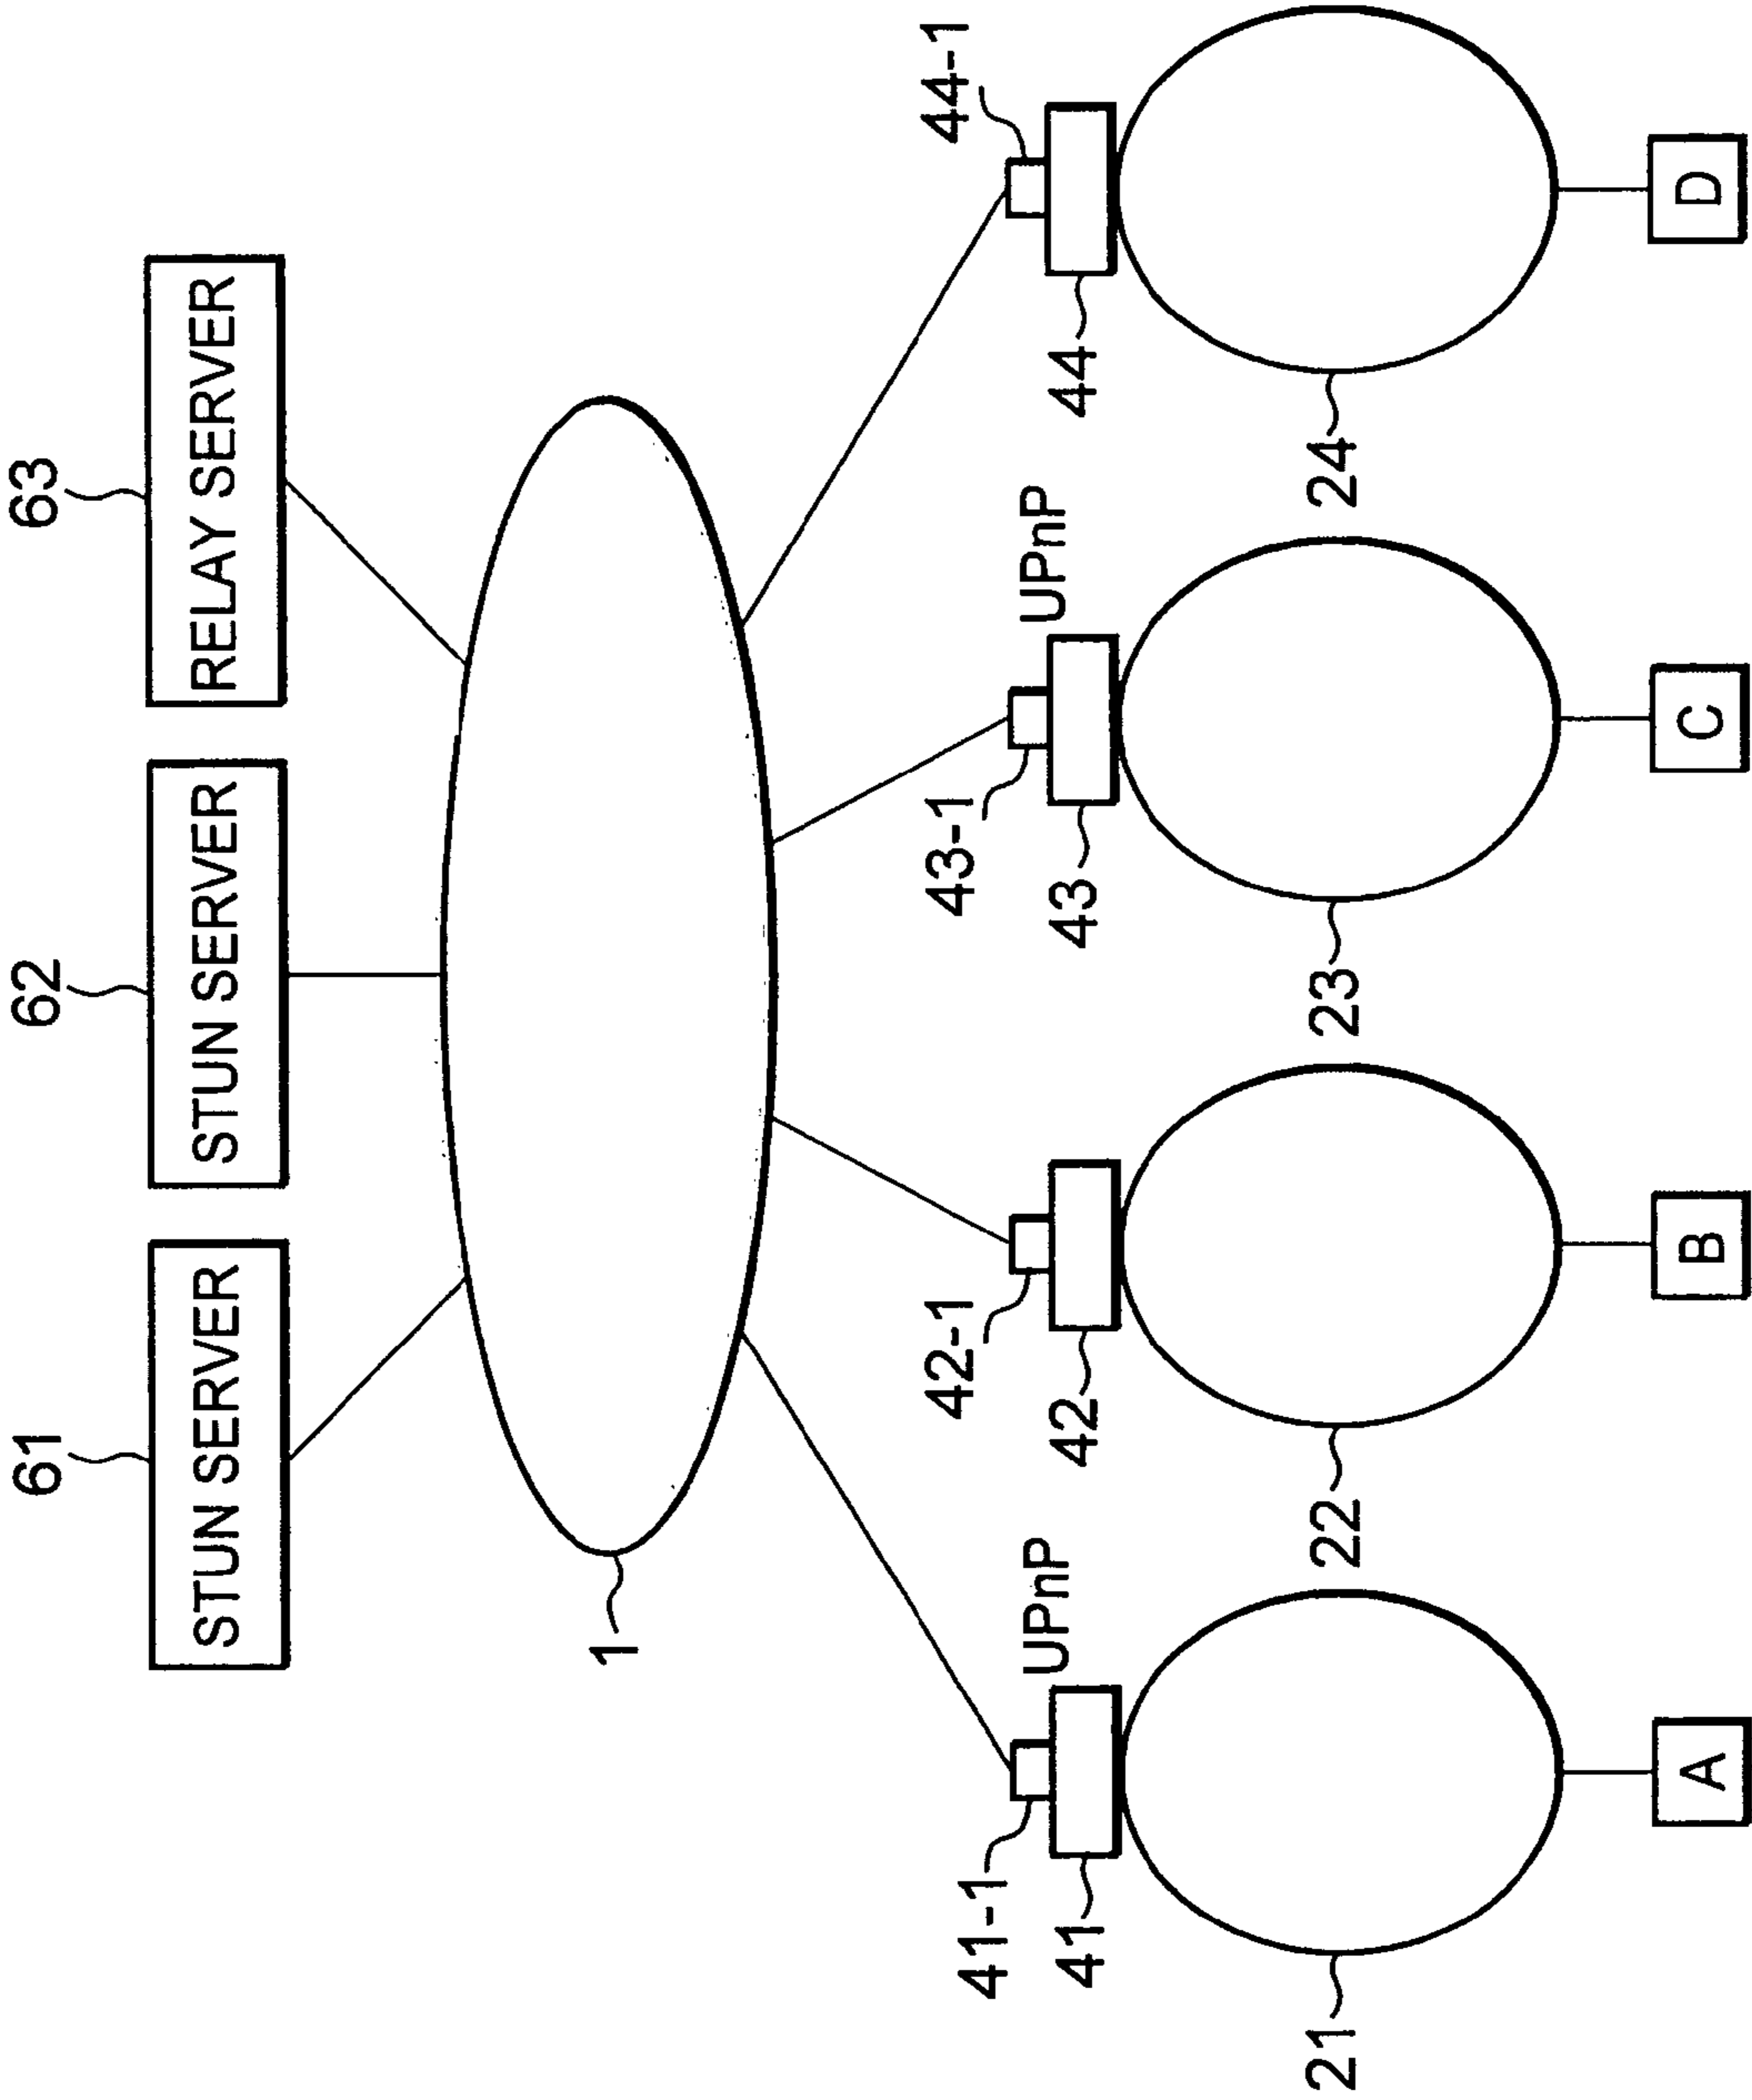 61
62
63
STUN SERVER
STUN SERVER
RELAY SERVER
1
41-1
UPnP
42-1
43-1
UPnP
44-1
41
42
43
44
21
22
23
24
A
B
C
D